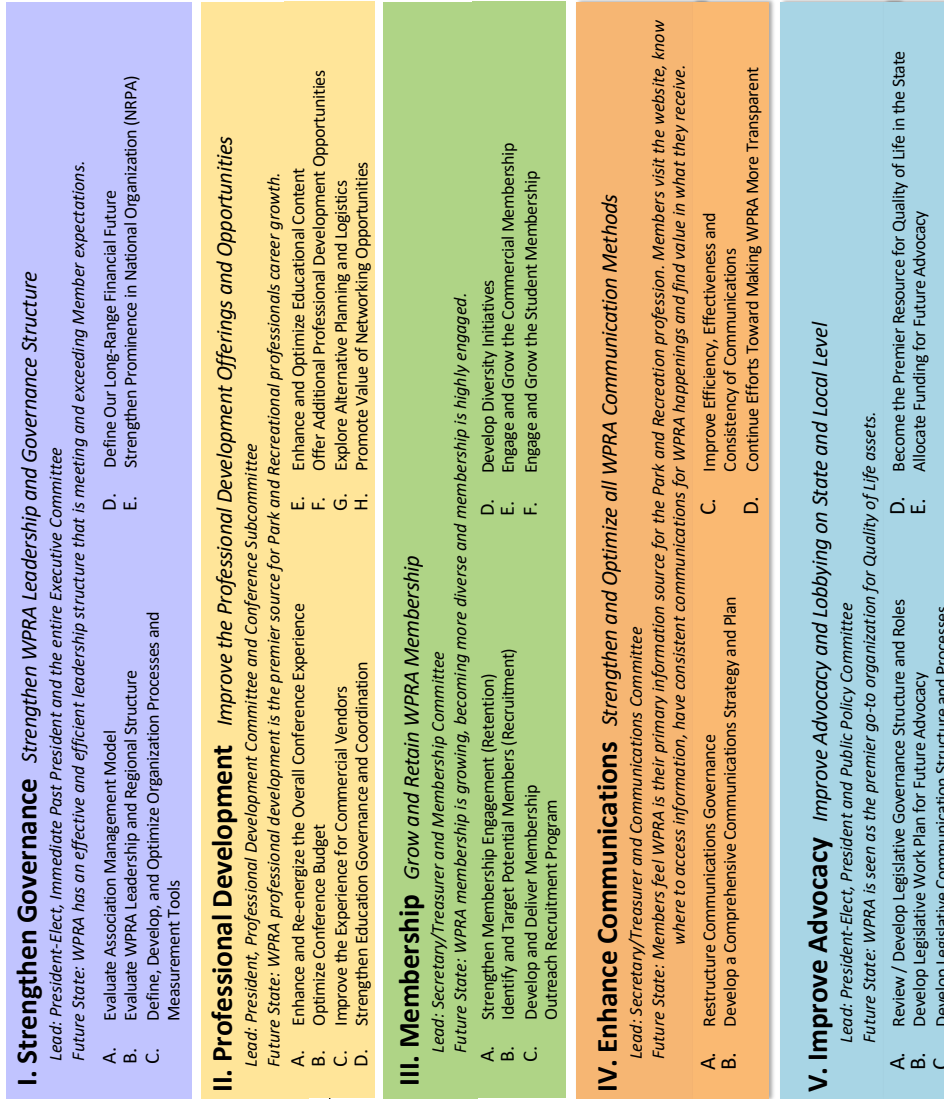 I. Strengthen Governance Strengthen WPRA Leadership and Governance Structure
Lead: President-Elect, Immediate Past President and the entire Executive Committee
Future State: WPRA has an effective and efficient leadership structure that is meeting and exceeding Member expectations.
A. Evaluate Association Management Model
B. Evaluate WPRA Leadership and Regional Structure
C. Define, Develop, and Optimize Organization Processes and
Measurement Tools
D. Define Our Long-Range Financial Future
E. Strengthen Prominence in National Organization (NRPA)
II. Professional Development Improve the Professional Development Offerings and Opportunities
Lead: President, Professional Development Committee and Conference Subcommittee
Future State: WPRA professional development is the premier source for Park and Recreational professionals career growth.
A. Enhance and Re-energize the Overall Conference Experience
B. Optimize Conference Budget
C. Improve the Experience for Commercial Vendors
D. Strengthen Education Governance and Coordination
E. Enhance and Optimize Educational Content
F. Offer Additional Professional Development Opportunities
G. Explore Alternative Planning and Logistics
H. Promote Value of Networking Opportunities
III. Membership Grow and Retain WPRA Membership
Lead: Secretary/Treasurer and Membership Committee
Future State: WPRA membership is growing, becoming more diverse and membership is highly engaged.
A. Strengthen Membership Engagement (Retention)
B. Identify and Target Potential Members (Recruitment)
C. Develop and Deliver Membership
Outreach Recruitment Program
D. Develop Diversity Initiatives
E. Engage and Grow the Commercial Membership
F. Engage and Grow the Student Membership
IV. Enhance Communications Strengthen and Optimize all WPRA Communication Methods
Lead: Secretary/Treasurer and Communications Committee
Future State: Members feel WPRA is their primary information source for the Park and Recreation profession. Members visit the website, know
where to access information, have consistent communications for WPRA happenings and find value in what they receive.
A. Restructure Communications Governance
B. Develop a Comprehensive Communications Strategy and Plan
C. Improve Efficiency, Effectiveness and
Consistency of Communications
D. Continue Efforts Toward Making WPRA More Transparent
V. Improve Advocacy Improve Advocacy and Lobbying on State and Local Level
Lead: President-Elect, President and Public Policy Committee
Future State: WPRA is seen as the premier go-to organization for Quality of Life assets.
A. Review / Develop Legislative Governance Structure and Roles
B. Develop Legislative Work Plan for Future Advocacy
C. Develop Legislative Communication Structure and Processes
D. Become the Premier Resource for Quality of Life in the State
E. Allocate Funding for Future Advocacy